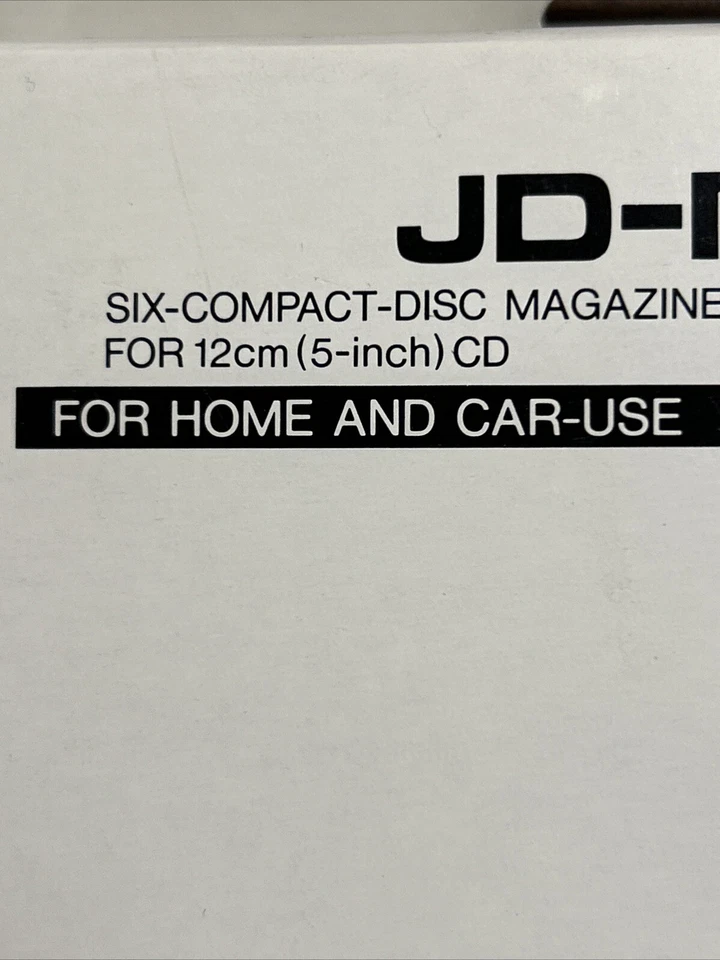 JD-
SIX-COMPACT-DISC MAGAZINE
FOR 12cm (5-inch) CD
FOR HOME AND CAR-USE